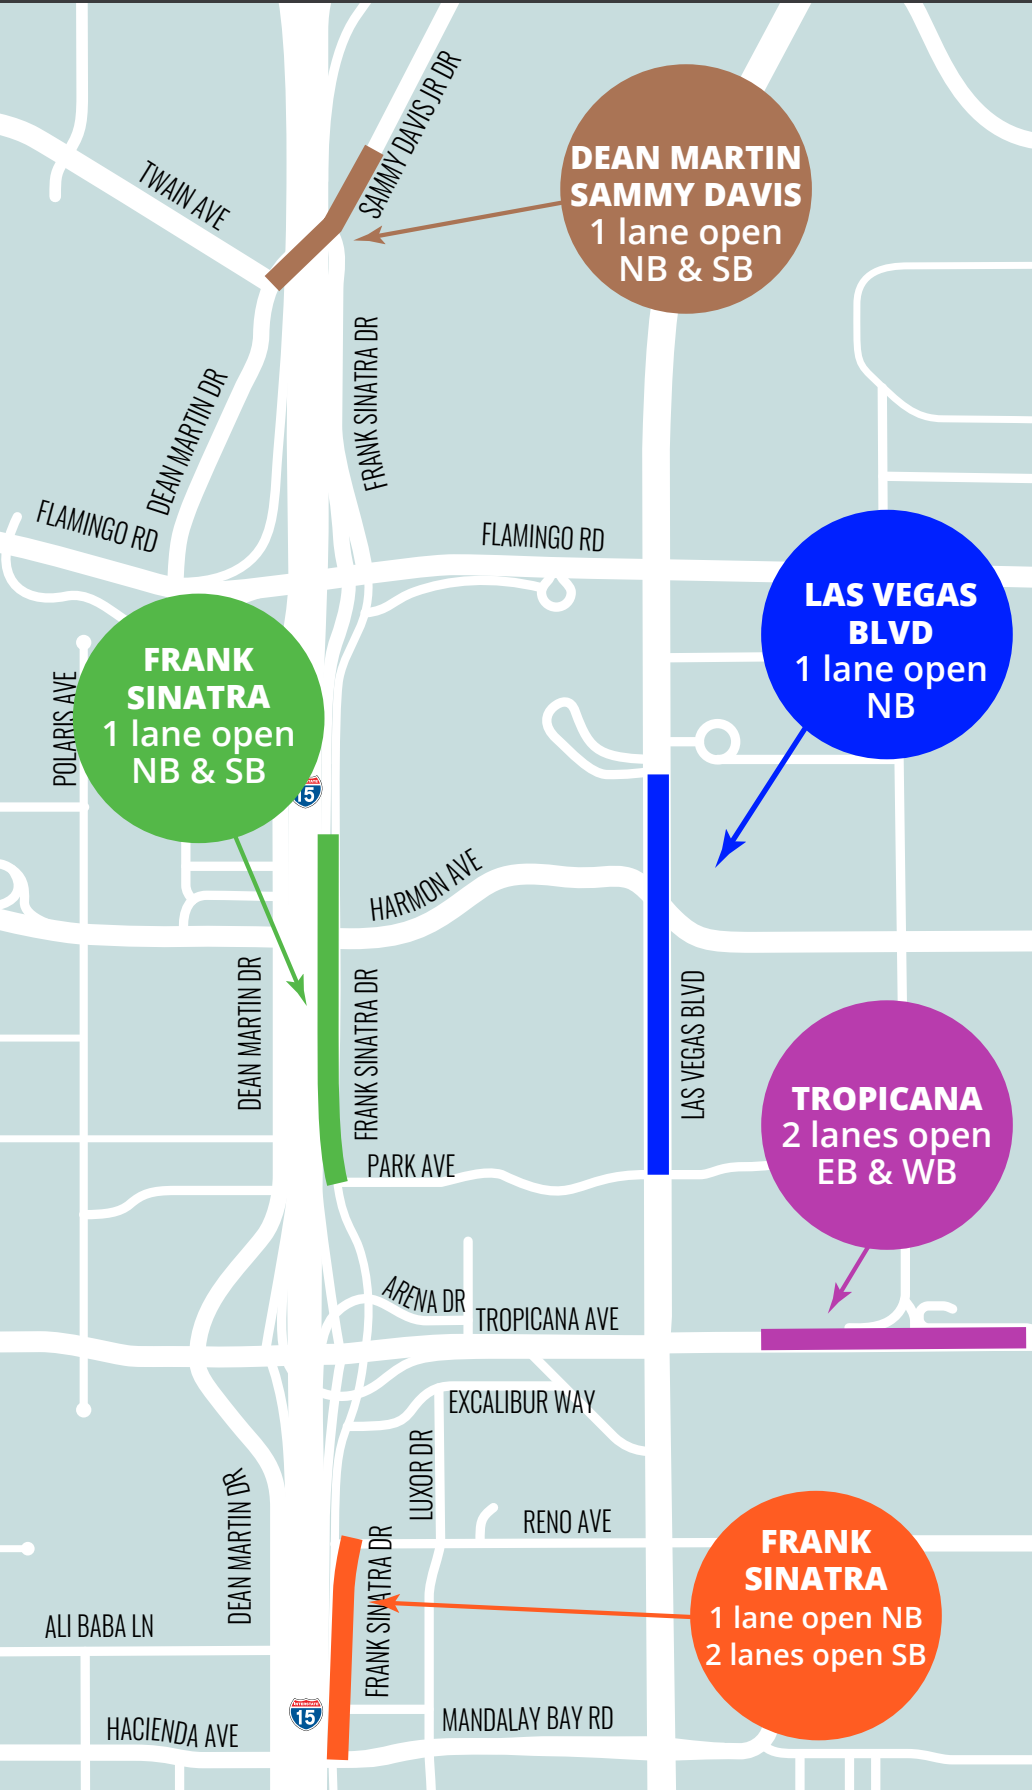 SAMMY DAVIS JR DR
TWAIN AVE
DEAN MARTIN
SAMMY DAVIS
1 lane open
NB & SB
FRANK SINATRA DR
DEAN MARTIN DR
FLAMINGO RD
FLAMINGO RD
LAS VEGAS
BLVD
1 lane open
NB
FRANK
SINATRA
1 lane open
NB & SB
POLARIS AVE
15
HARMON AVE
DEAN MARTIN DR
FRANK SINATRA DR
LAS VEGAS BLVD
TROPICANA
2 lanes open
EB & WB
PARK AVE
ARENA DR
TROPICANA AVE
EXCALIBUR WAY
LUXOR DR
DEAN MARTIN DR
RENO AVE
FRANK SINATRA DR
FRANK
SINATRA
1 lane open NB
2 lanes open SB
ALI BABA LN
INTERSTATE
15
HACIENDA AVE
MANDALAY BAY RD